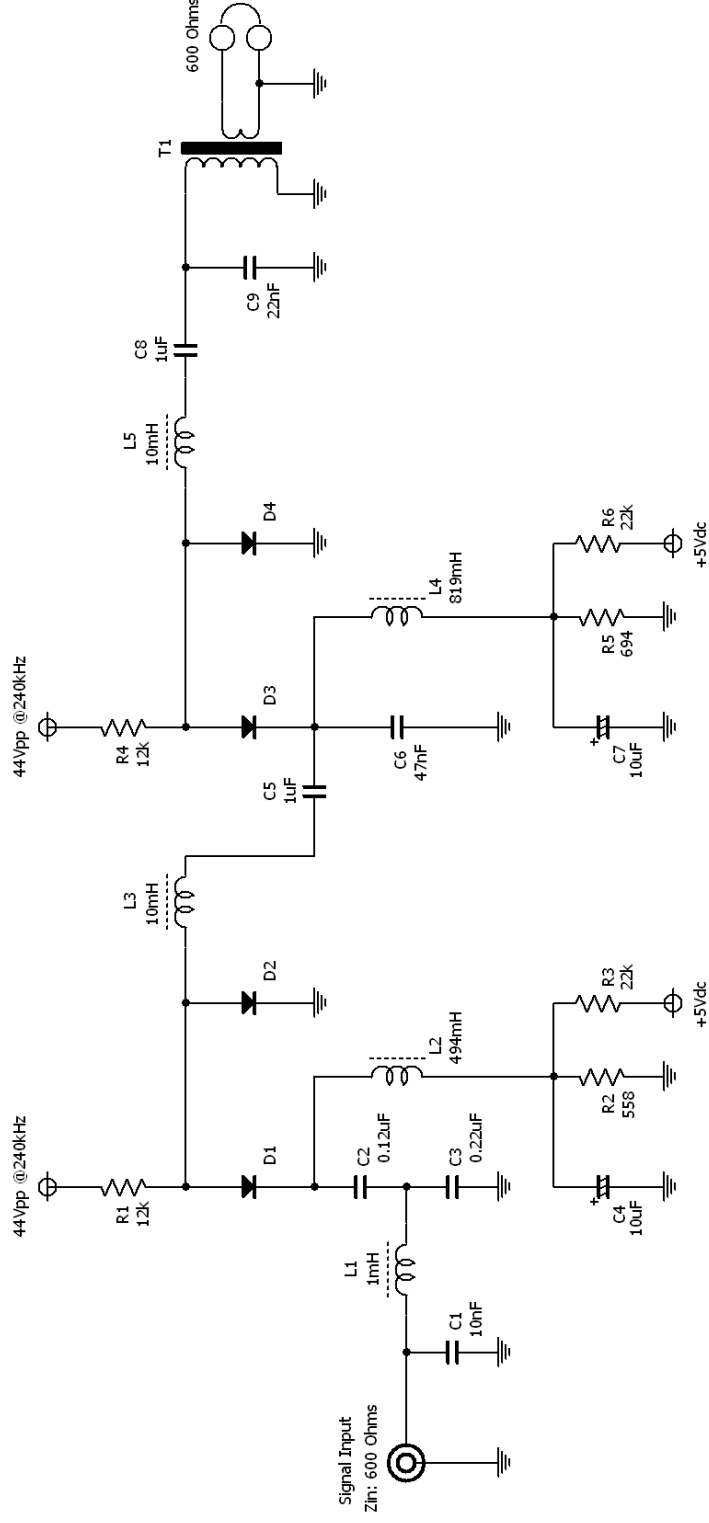 Signal Input
Zin: 600 Ohms
C1
10nF
L1
1mH
44Vpp @240kHz
R1
12k
D1
C2
0.12uF
C3
0.22uF
C4
10uF
+
L2
494mH
R2
558
R3
22k
+5Vdc
D2
L3
10mH
C5
1uF
44Vpp @240kHz
R4
12k
D3
C6
47nF
C7
10uF
+
L4
819mH
R5
694
R6
22k
+5Vdc
D4
L5
10mH
C8
1uF
C9
22nF
T1
600 Ohms